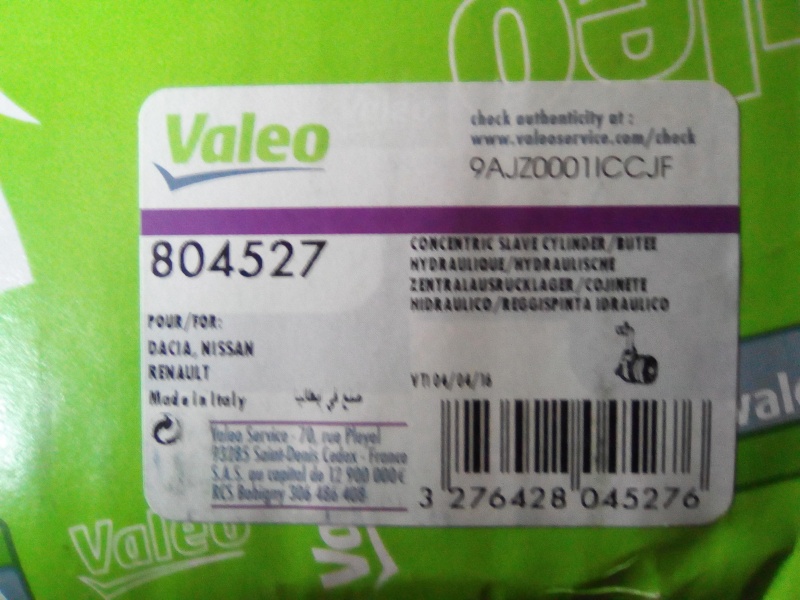 Valeo
check authenticity at :
www.valeoservice.com/check
9AJZ0001ICCJF
804527
CONCENTRIC SLAVE CYLINDER/BUTEE
HYDRAULIQUE/HYDRAULISCHE
ZENTRALAUSRUCKLAGER/COJINETE
HIDRAULICO/REGGISPINTA IDRAULICO
POUR/FOR:
DACIA, NISSAN
RENAULT
VTI 04/04/16
Made in Italy
صنع في إيطاليا
Valeo Service - 70, rue Pleyel
93285 Saint-Denis Cedex - France
S.A.S. au capital de 12 900 000€
RCS Bobigny 306 486 408
3 276428 045276
vale
Valeo